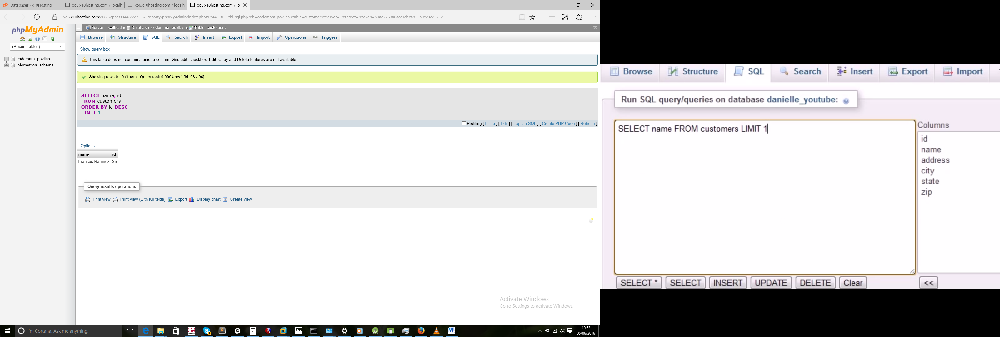 Databases - x10Hosting
xo6.x10hosting.com / localh
xo6.x10hosting.com / localh
xo6.x10hosting.com / lo
xo6.x10hosting.com:2083/cpsess9446659933/3rdparty/phpMyAdmin/index.php#PMAURL-9:tbl_sql.php?db=codemara_povilas&table=customers&server=1&target=&token=60ae7763a8acc1decab25a9ec9e2371c
phpMyAdmin
(Recent tables) ...
codemara_povilas
information_schema
Server: localhost » Database: codemara_povilas » Table: customers
Browse Structure SQL Search Insert Export Import Operations Triggers
Show query box
This table does not contain a unique column. Grid edit, checkbox, Edit, Copy and Delete features are not available.
Showing rows 0 - 0 (1 total, Query took 0.0004 sec) [id: 96 - 96]
SELECT name, id
FROM customers
ORDER BY id DESC
LIMIT 1
Profiling [ Inline ] [ Edit ] [ Explain SQL ] [ Create PHP Code ] [ Refresh ]
+ Options
name id
Frances Ramirez 96
Query results operations
Print view Print view (with full texts) Export Display chart Create view
Activate Windows
Go to Settings to activate Windows.
I'm Cortana. Ask me anything.
19:53
05/06/2016
Browse Structure SQL Search Insert Export Import
Run SQL query/queries on database danielle_youtube:
SELECT name FROM customers LIMIT 1
Columns
id
name
address
city
state
zip
SELECT * SELECT INSERT UPDATE DELETE Clear <<